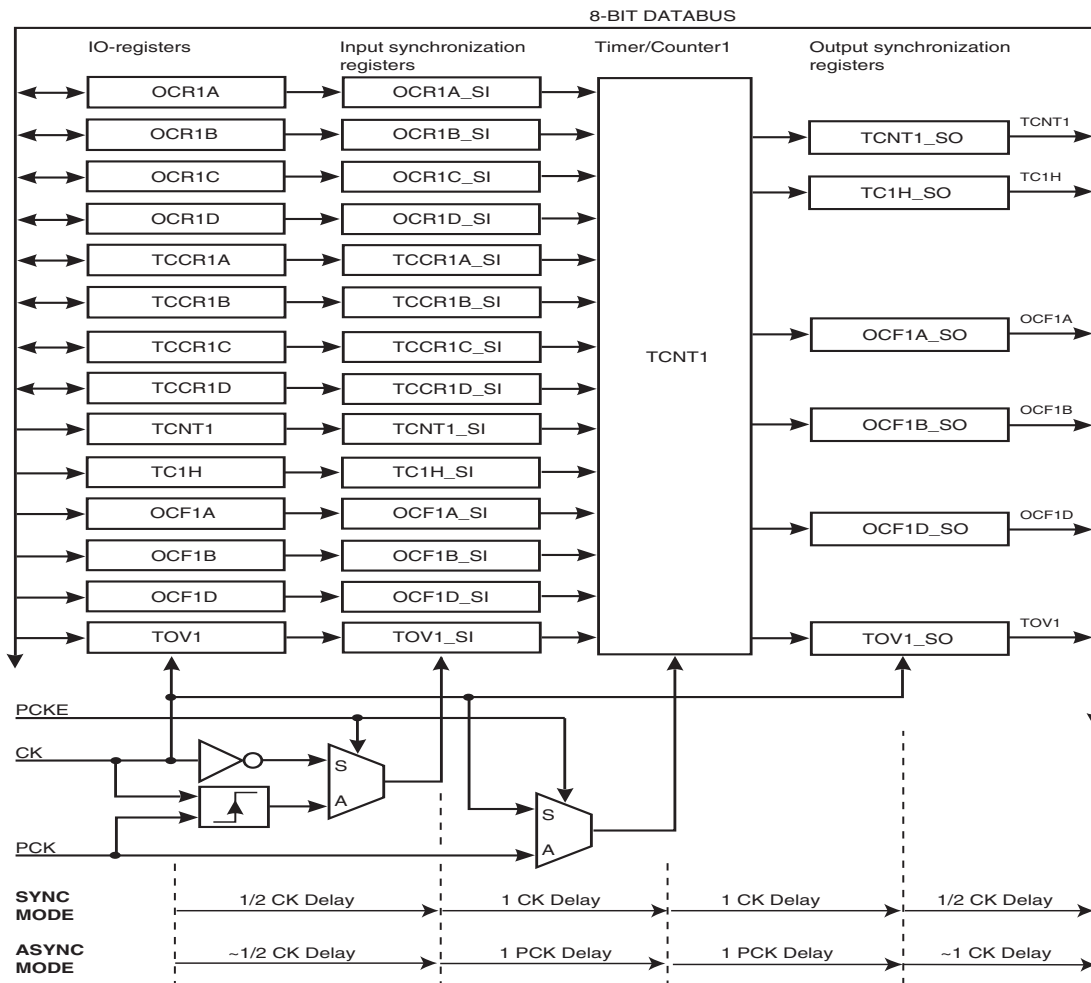 8-BIT DATABUS
IO-registers
Input synchronization
registers
Timer/Counter1
Output synchronization
registers
OCR1A
OCR1A_SI
OCR1B
OCR1B_SI
OCR1C
OCR1C_SI
OCR1D
OCR1D_SI
TCCR1A
TCCR1A_SI
TCCR1B
TCCR1B_SI
TCCR1C
TCCR1C_SI
TCCR1D
TCCR1D_SI
TCNT1
TCNT1_SI
TC1H
TC1H_SI
OCF1A
OCF1A_SI
OCF1B
OCF1B_SI
OCF1D
OCF1D_SI
TOV1
TOV1_SI
TCNT1
TCNT1_SO
TCNT1
TC1H_SO
TC1H
OCF1A_SO
OCF1A
OCF1B_SO
OCF1B
OCF1D_SO
OCF1D
TOV1_SO
TOV1
PCKE
CK
S
A
S
A
PCK
SYNC
MODE
1/2 CK Delay
1 CK Delay
1 CK Delay
1/2 CK Delay
ASYNC
MODE
~1/2 CK Delay
1 PCK Delay
1 PCK Delay
~1 CK Delay